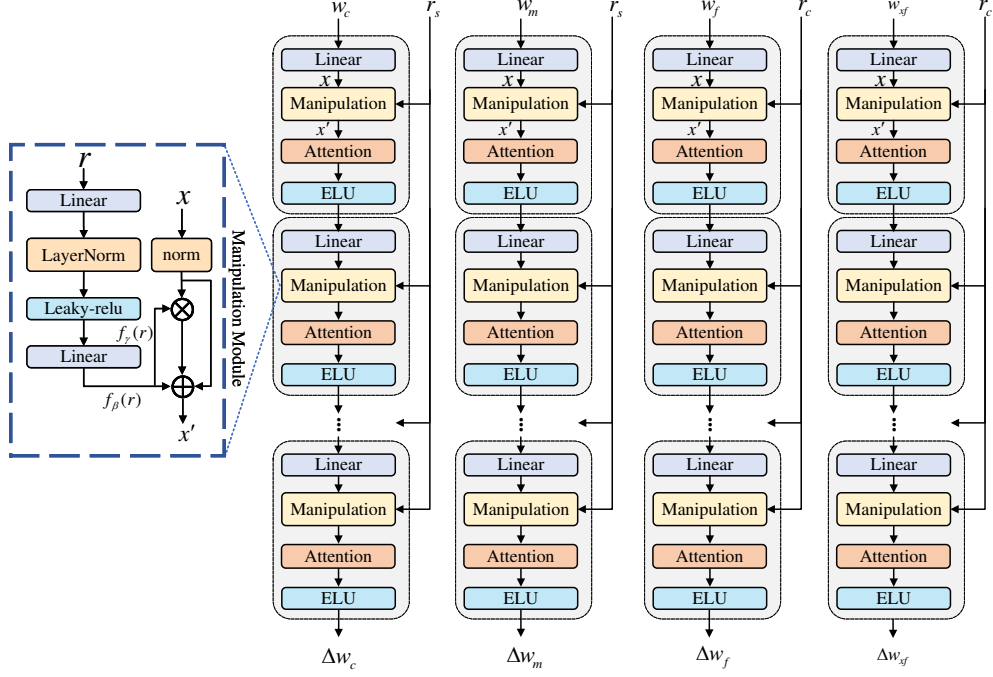 w_c r_s w_m r_s w_f r_c w_xf r_c
Linear Linear Linear Linear
x x x x
Manipulation Manipulation Manipulation Manipulation
x′ x′ x′ x′
Attention Attention Attention Attention
ELU ELU ELU ELU
Linear Linear Linear Linear
Manipulation Manipulation Manipulation Manipulation
Attention Attention Attention Attention
ELU ELU ELU ELU
Linear Linear Linear Linear
Manipulation Manipulation Manipulation Manipulation
Attention Attention Attention Attention
ELU ELU ELU ELU
Δw_c Δw_m Δw_f Δw_xf
r
Linear
x
LayerNorm norm
Leaky-relu
f_γ(r)
Linear
f_β(r)
x′
Manipulation Module